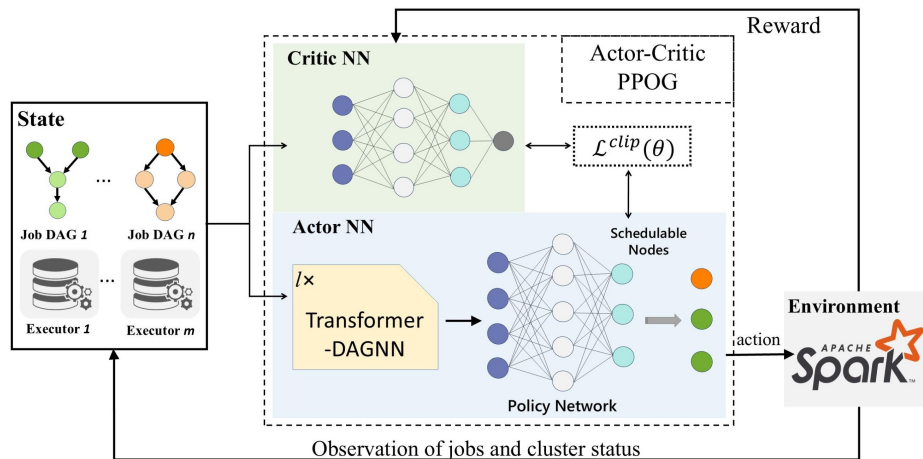 Reward
Critic NN
Actor-Critic
PPOG
State
ℒ^clip(θ)
Job DAG 1
...
Job DAG n
Actor NN
Schedulable
Nodes
...
Executor 1
Executor m
l×
Transformer
-DAGNN
Environment
action
APACHE
Spark™
Policy Network
Observation of jobs and cluster status